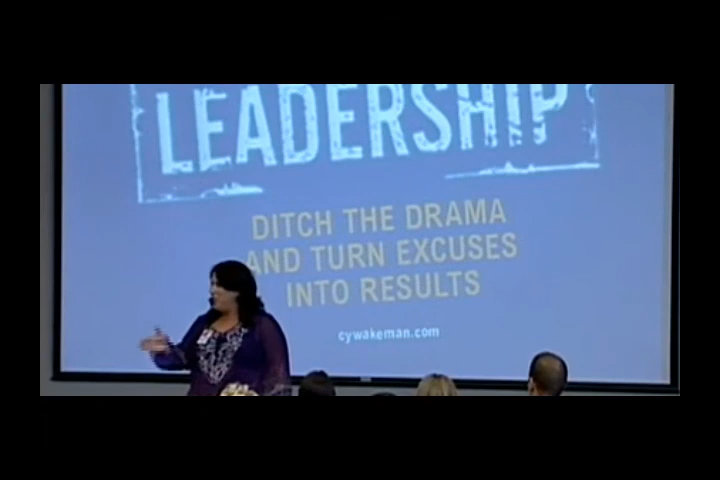 LEADERSHIP
DITCH THE DRAMA
AND TURN EXCUSES
INTO RESULTS
cywakeman.com